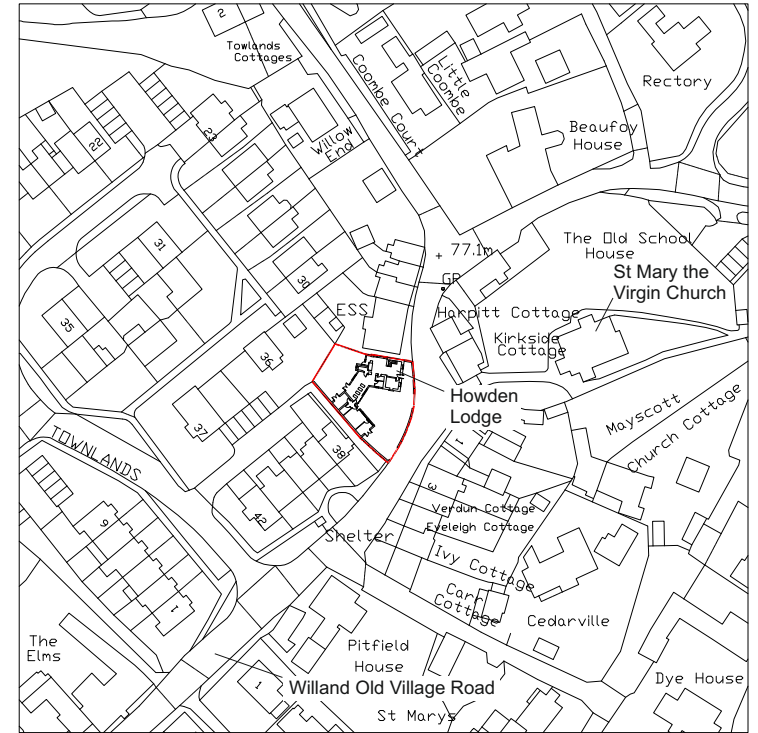 2
Towlands
Cottages
Coombe Court
Little
Coombe
Rectory
Beaufoy
House
22
23
Willow
End
31
77.1m
The Old School
House
GP
St Mary the
Virgin Church
39
ESS
Harpitt Cottage
Kirkside
Cottage
35
36
Howden
Lodge
Mayscott
Church Cottage
37
TOWNLANDS
38
1
3
42
Verdun Cottage
Eyeleigh Cottage
9
Shelter
Ivy Cottage
Carr
Cottage
Cedarville
1
The
Elms
Pitfield
House
Dye House
1
Willand Old Village Road
St Marys